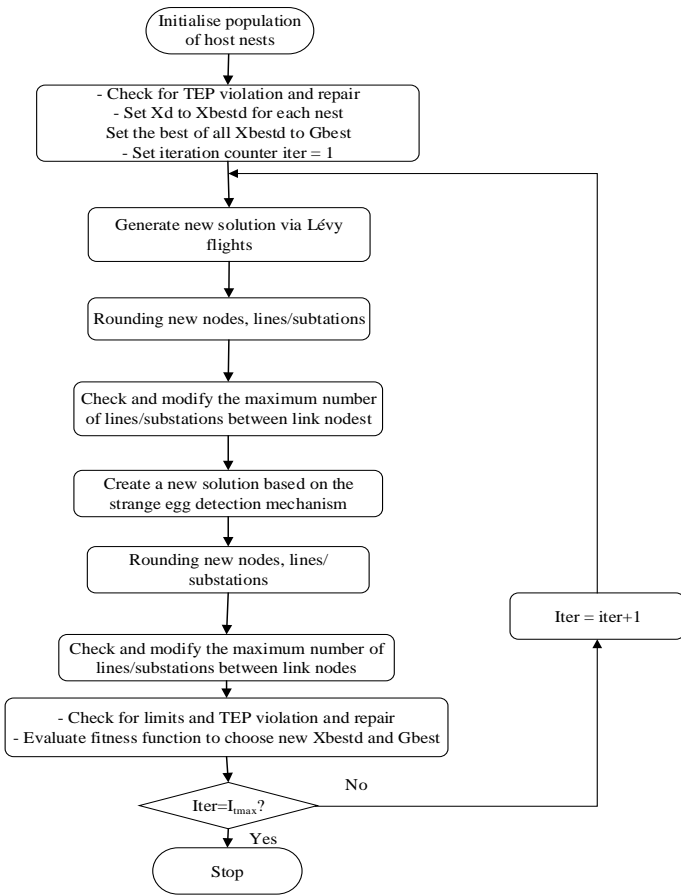 Initialise population
of host nests
- Check for TEP violation and repair
- Set Xd to Xbestd for each nest
Set the best of all Xbestd to Gbest
- Set iteration counter iter = 1
Generate new solution via Lévy
flights
Rounding new nodes, lines/subtations
Check and modify the maximum number
of lines/substations between link nodest
Create a new solution based on the
strange egg detection mechanism
Rounding new nodes, lines/
substations
Iter = iter+1
Check and modify the maximum number of
lines/substations between link nodes
- Check for limits and TEP violation and repair
- Evaluate fitness function to choose new Xbestd and Gbest
No
Iter=Itmax?
Yes
Stop